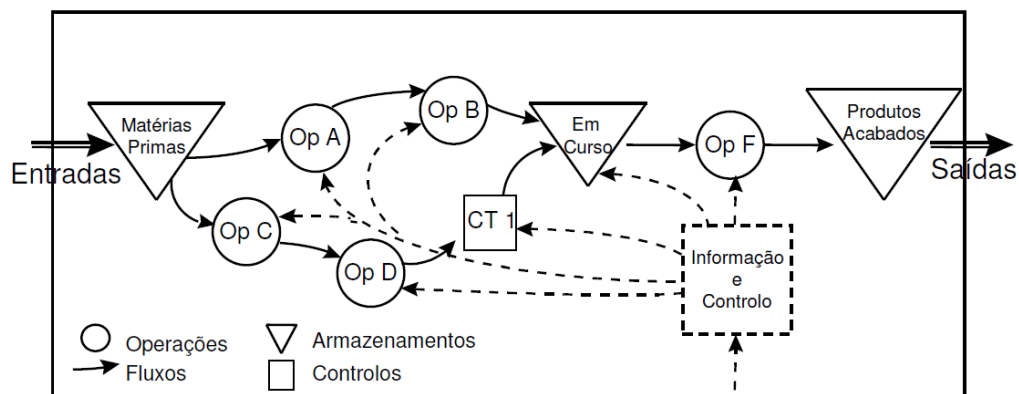 Matérias
Primas
Entradas
Op A
Op B
Em
Curso
Op F
Produtos
Acabados
Saídas
Op C
Op D
CT 1
Informação
e
Controlo
Operações
Fluxos
Armazenamentos
Controlos